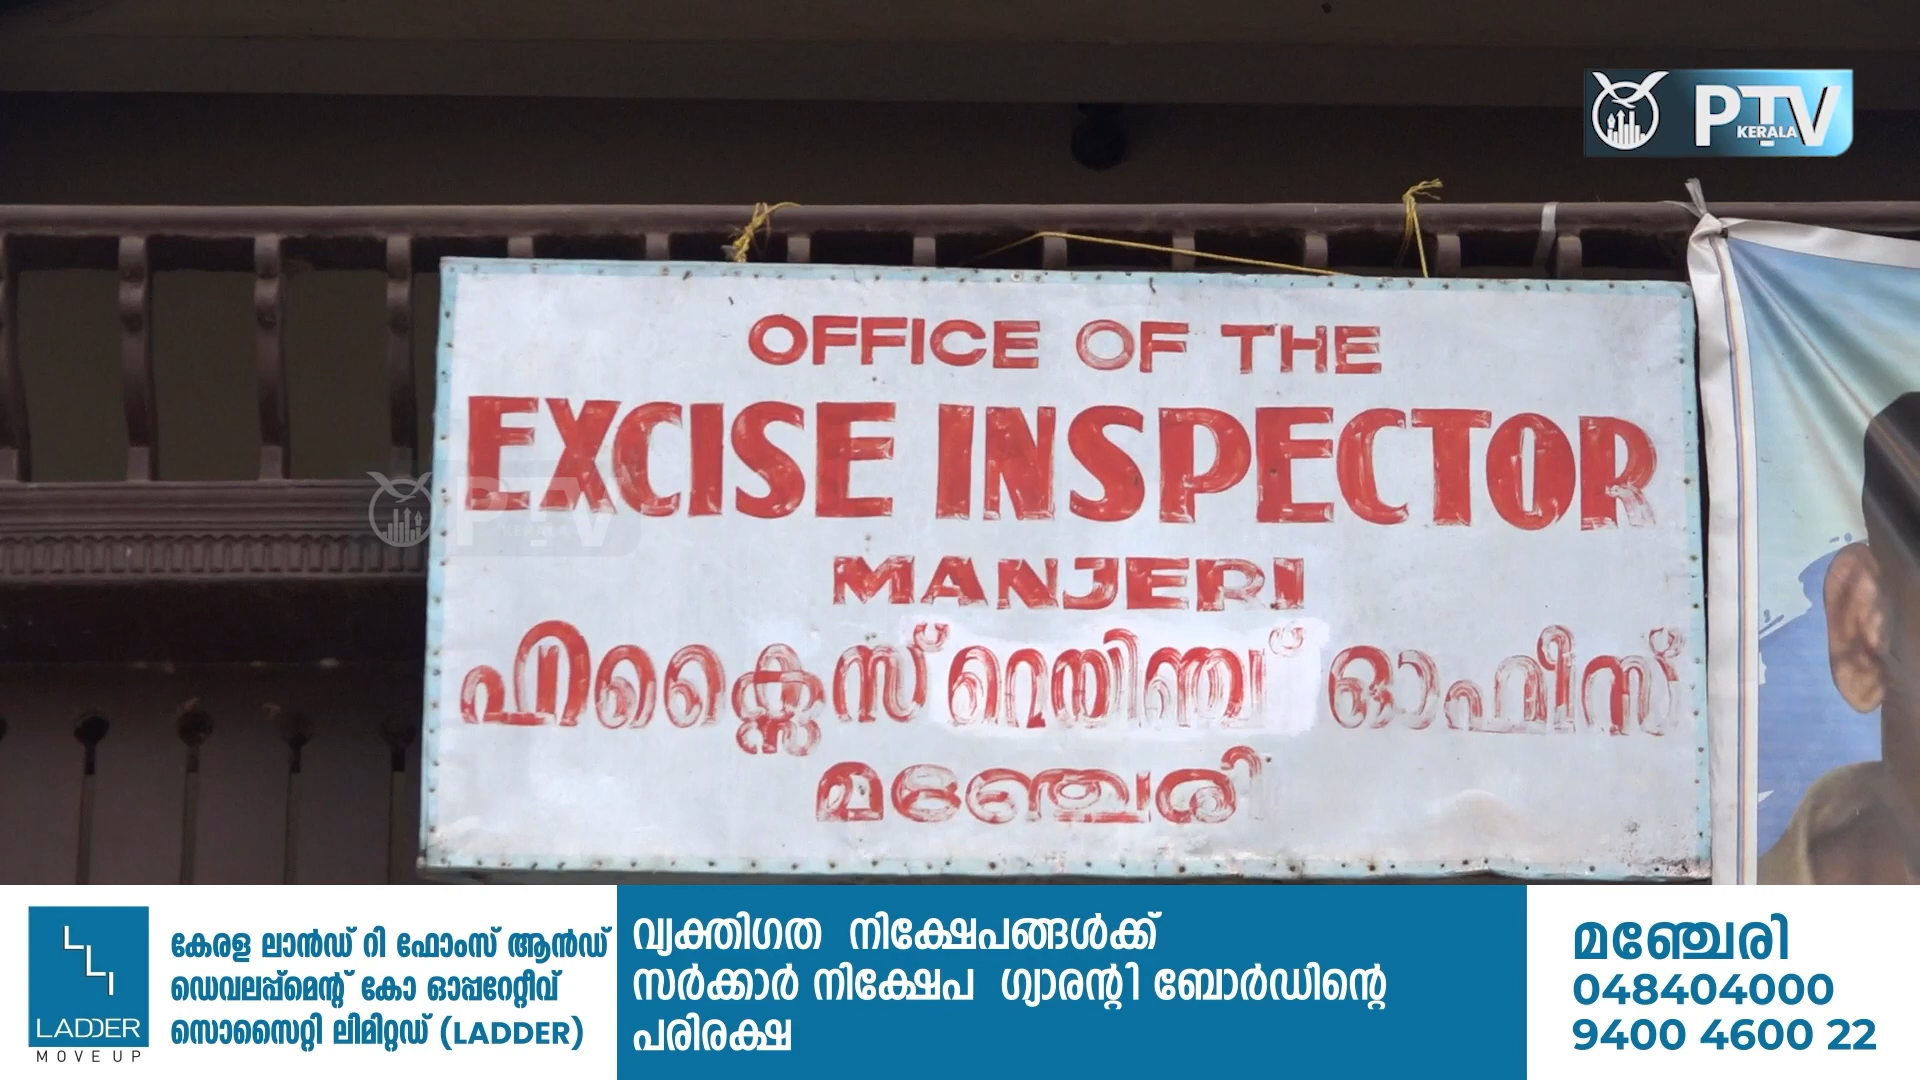 PTV
KERALA
OFFICE OF THE
EXCISE INSPECTOR
MANJERI
എക്സൈസ് റെയിഞ്ച് ഓഫീസ്
മഞ്ചേരി
LADDER
MOVE UP
കേരള ലാൻഡ് റി ഫോംസ് ആൻഡ്
ഡെവലപ്പ്മെന്റ് കോ ഓപ്പറേറ്റീവ്
സൊസൈറ്റി ലിമിറ്റഡ് (LADDER)
വ്യക്തിഗത നിക്ഷേപങ്ങൾക്ക്
സർക്കാർ നിക്ഷേപ ഗ്യാരന്റി ബോർഡിന്റെ
പരിരക്ഷ
മഞ്ചേരി
048404000
9400 4600 22